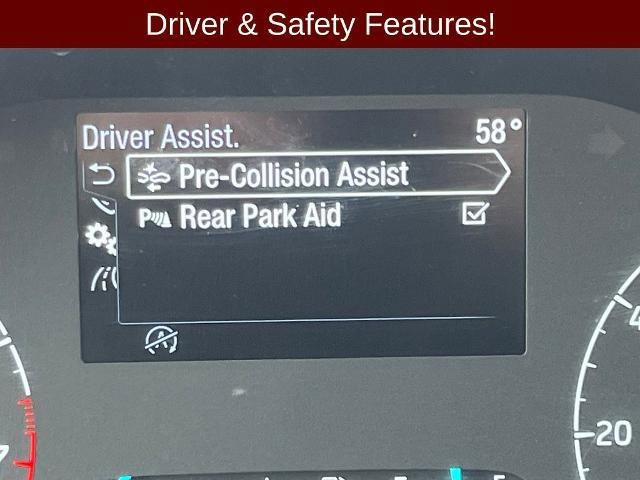 Driver & Safety Features!
Driver Assist. 58°
Pre-Collision Assist
P Rear Park Aid
A
20